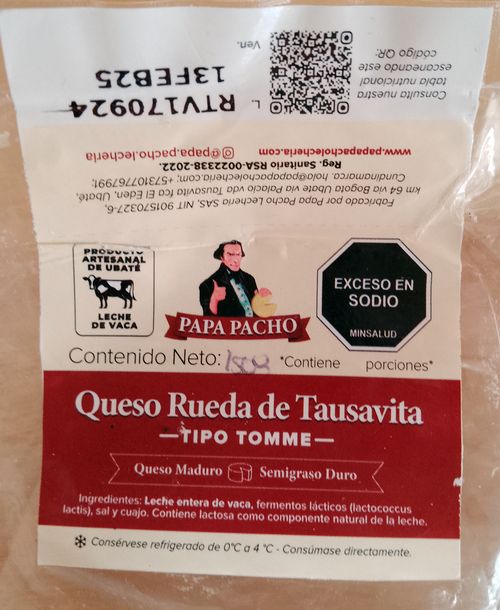 Consulta nuestra
tabla nutricional
escaneando este
código QR:
L. RTV170924
Ven. 13FEB25
Fabricado por Papa Pacho Lecheria SAS, NIT 901570327-6,
km 64 via Bogotá Ubaté via Palacio vda Tausavita fca El Eden, Ubaté,
Cundinamarca. hola@papapacholecheria.com; +573107767991;
Reg. Sanitario RSA-0022338-2022.
www.papapacholecheria.com @papa.pacho.lecheria
PRODUCTO
ARTESANAL
DE UBATÉ
LECHE
DE VACA
PAPA PACHO
EXCESO EN
SODIO
MINSALUD
Contenido Neto: *Contiene porciones*
Queso Rueda de Tausavita
—TIPO TOMME—
Queso Maduro Semigraso Duro
Ingredientes: Leche entera de vaca, fermentos lácticos (lactococcus
lactis), sal y cuajo. Contiene lactosa como componente natural de la leche.
Consérvese refrigerado de 0°C a 4 °C - Consúmase directamente.